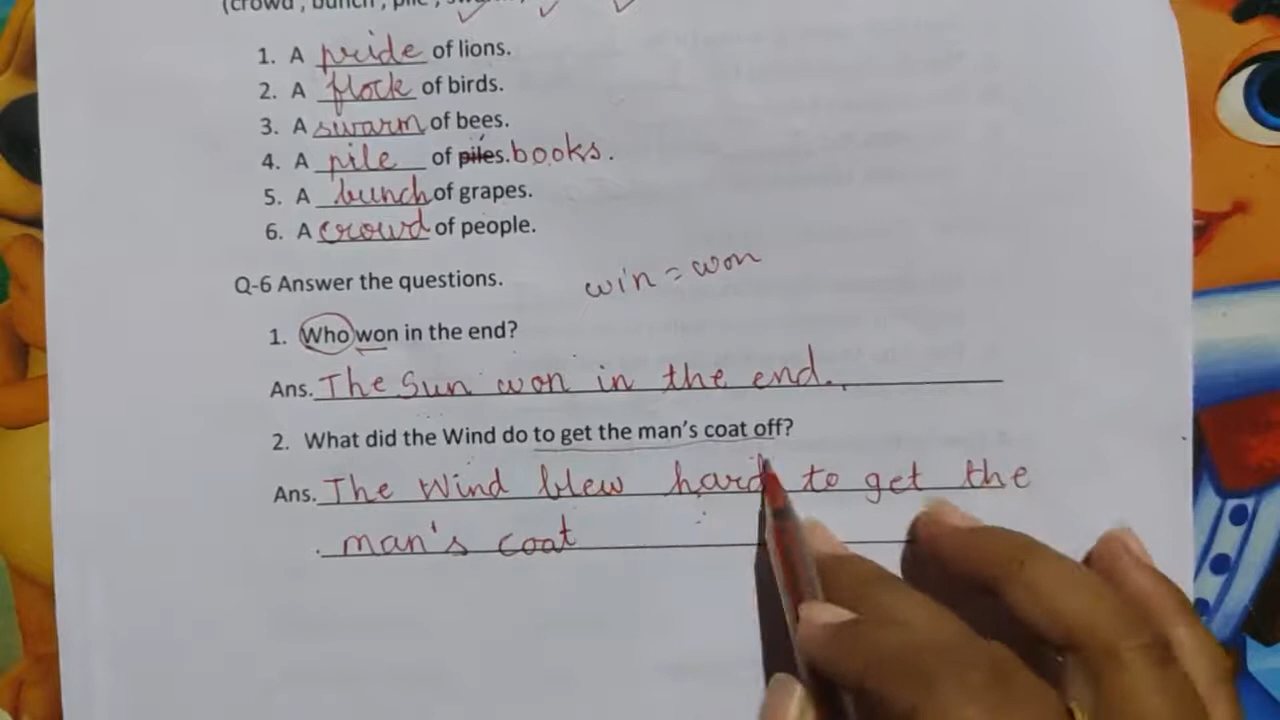 (crowd, bunch, pile,
1. A pride of lions.
2. A flock of birds.
3. A swarm of bees.
4. A pile of piles. books.
5. A bunch of grapes.
6. A crowd of people.
Q-6 Answer the questions.
win = won
1. Who won in the end?
Ans. The Sun won in the end.
2. What did the Wind do to get the man's coat off?
Ans. The Wind blew hard to get the
man's coat